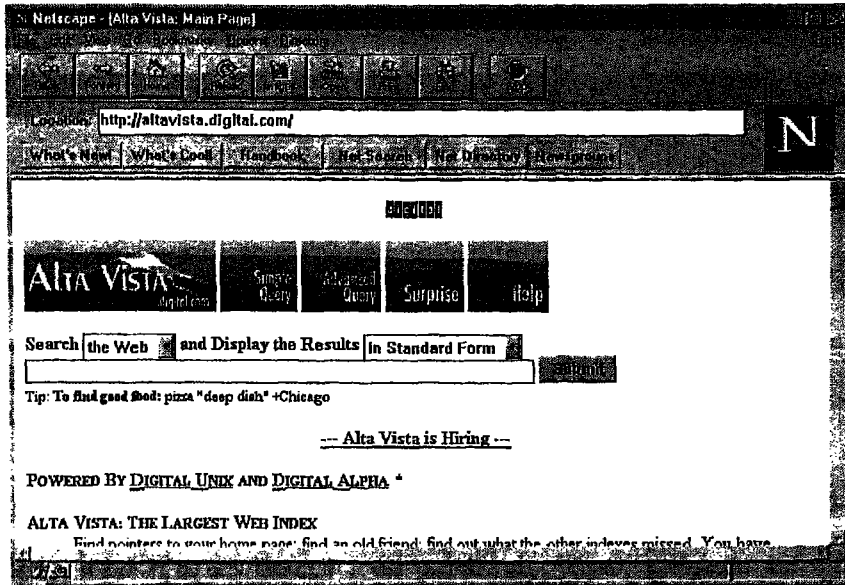 Netscape - [Alta Vista: Main Page]
Location: http://altavista.digital.com/
N
What's New! What's Cool! Handbook Net Search Net Directory Newsgroups
digital
ALTA VISTA digital.com Simple Query Advanced Query Surprise Help
Search the Web and Display the Results in Standard Form
Submit
Tip: To find good food: pizza "deep dish" +Chicago
--- Alta Vista is Hiring ---
POWERED BY DIGITAL UNIX AND DIGITAL ALPHA
ALTA VISTA: THE LARGEST WEB INDEX
Find pointers to your home page; find an old friend; find out what the other indexes missed. You have